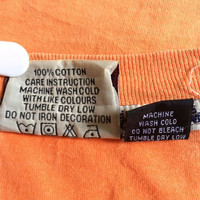 100% COTTON
CARE INSTRUCTION
MACHINE WASH COLD
WITH LIKE COLOURS
TUMBLE DRY LOW
DO NOT IRON DECORATION
MACHINE
WASH COLD
DO NOT BLEACH
TUMBLE DRY LOW